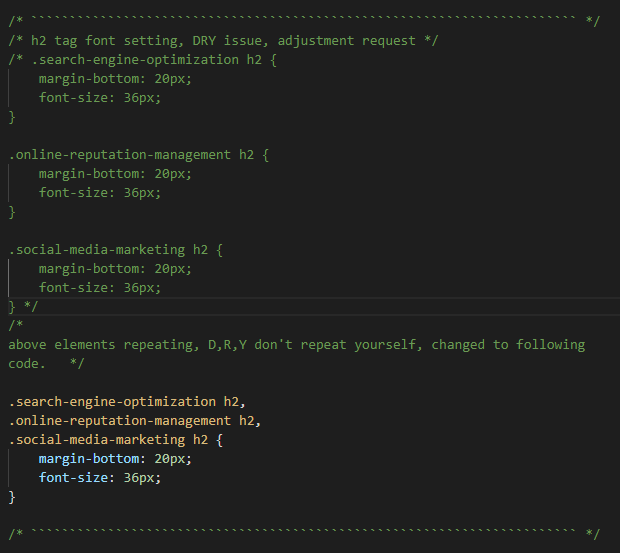 /* ``````````````````````````````````````````````````````````````````````` */
/* h2 tag font setting, DRY issue, adjustment request */
/* .search-engine-optimization h2 {
    margin-bottom: 20px;
    font-size: 36px;
}

.online-reputation-management h2 {
    margin-bottom: 20px;
    font-size: 36px;
}

.social-media-marketing h2 {
    margin-bottom: 20px;
    font-size: 36px;
} */
/*
above elements repeating, D,R,Y don't repeat yourself, changed to following
code.   */

.search-engine-optimization h2,
.online-reputation-management h2,
.social-media-marketing h2 {
    margin-bottom: 20px;
    font-size: 36px;
}

/* ``````````````````````````````````````````````````````````````````````` */